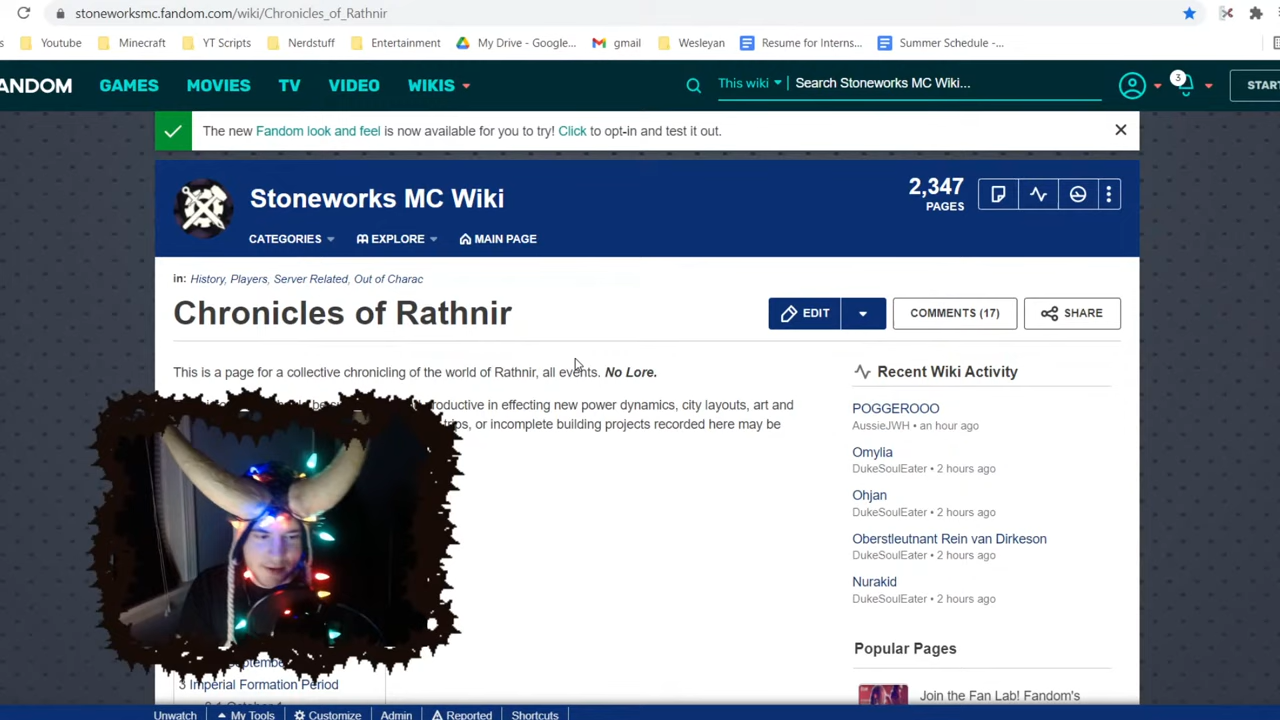 stoneworksmc.fandom.com/wiki/Chronicles_of_Rathnir
s Youtube Minecraft YT Scripts Nerdstuff Entertainment My Drive - Google... gmail Wesleyan Resume for Interns... Summer Schedule -...
ANDOM GAMES MOVIES TV VIDEO WIKIS This wiki Search Stoneworks MC Wiki... 3 START
The new Fandom look and feel is now available for you to try! Click to opt-in and test it out.
Stoneworks MC Wiki 2,347
PAGES
CATEGORIES EXPLORE MAIN PAGE
in: History, Players, Server Related, Out of Charac
Chronicles of Rathnir EDIT COMMENTS (17) SHARE
This is a page for a collective chronicling of the world of Rathnir, all events. No Lore.
in effecting new power dynamics, city layouts, art and
or incomplete building projects recorded here may be
3 Imperial Formation Period
Recent Wiki Activity
POGGEROOO
AussieJWH • an hour ago
Omylia
DukeSoulEater • 2 hours ago
Ohjan
DukeSoulEater • 2 hours ago
Oberstleutnant Rein van Dirkeson
DukeSoulEater • 2 hours ago
Nurakid
DukeSoulEater • 2 hours ago
Popular Pages
Join the Fan Lab! Fandom's
Unwatch My Tools Customize Admin Reported Shortcuts